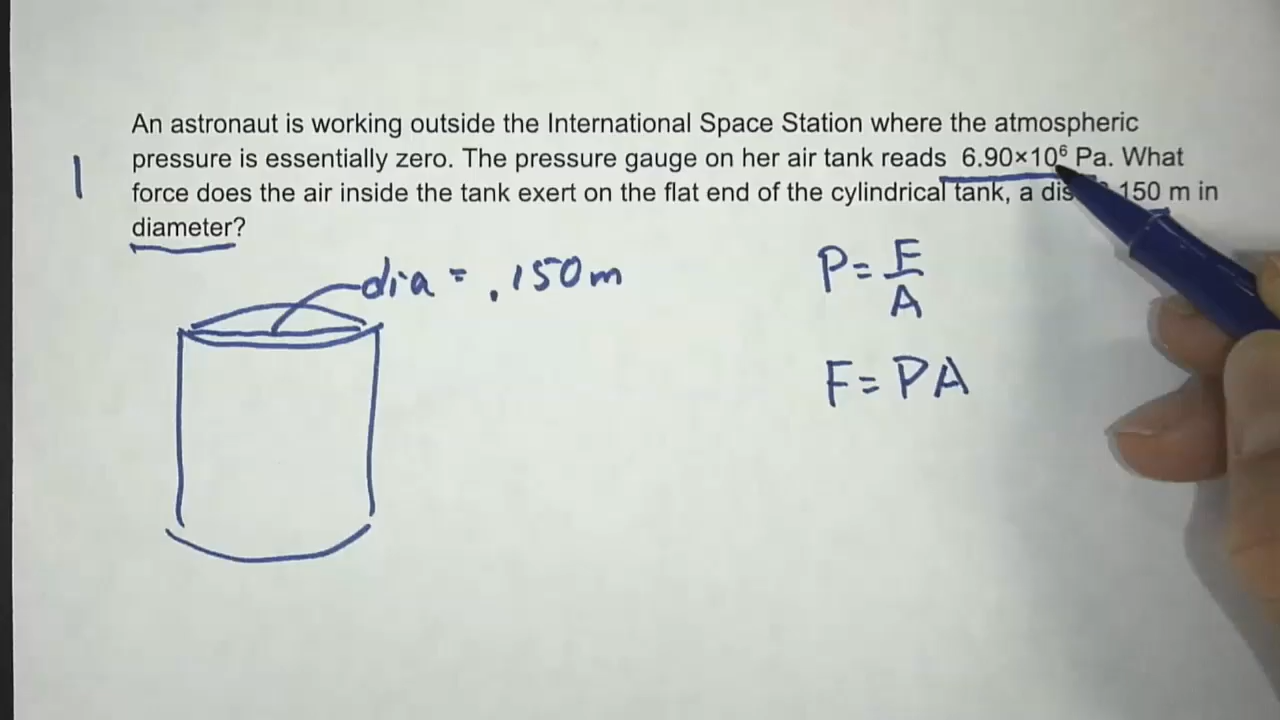 An astronaut is working outside the International Space Station where the atmospheric
pressure is essentially zero. The pressure gauge on her air tank reads 6.90×10⁶ Pa. What
1
force does the air inside the tank exert on the flat end of the cylindrical tank, a 150 m in
diameter?
dia = .150m
P = F/A
F = PA